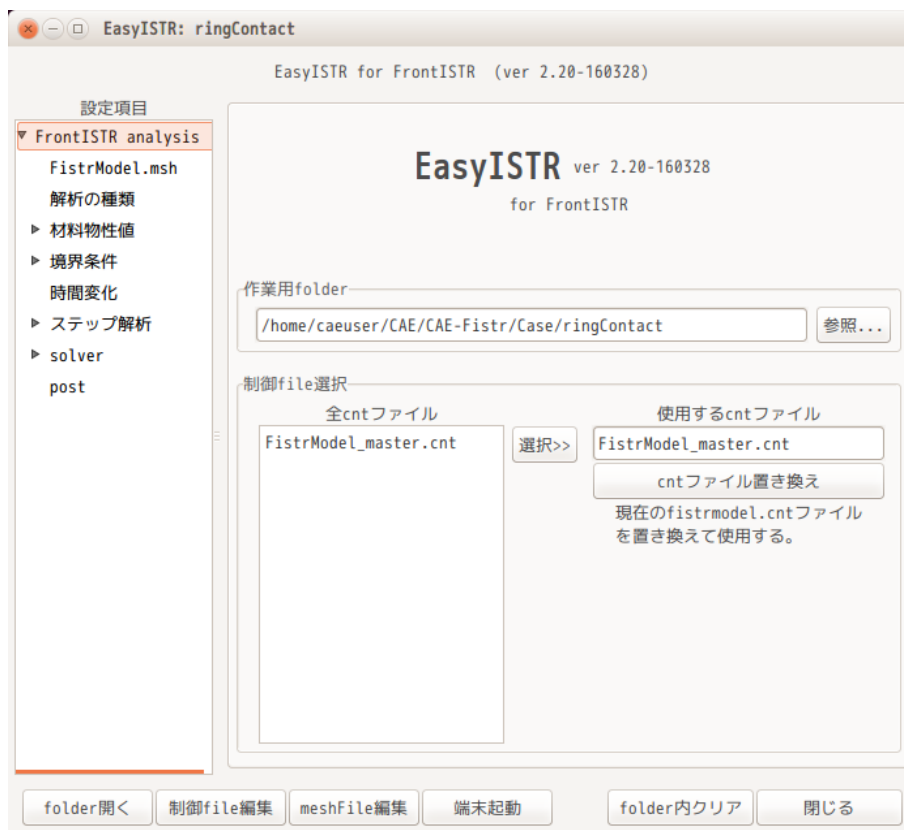 EasyISTR: ringContact
EasyISTR for FrontISTR (ver 2.20-160328)
設定項目
FrontISTR analysis
FistrModel.msh
解析の種類
材料物性値
境界条件
時間変化
ステップ解析
solver
post
EasyISTR ver 2.20-160328
for FrontISTR
作業用folder
/home/caeuser/CAE/CAE-Fistr/Case/ringContact
参照...
制御file選択
全cntファイル
FistrModel_master.cnt
選択>>
使用するcntファイル
FistrModel_master.cnt
cntファイル置き換え
現在のfistrmodel.cntファイル
を置き換えて使用する。
folder開く 制御file編集 meshFile編集 端末起動 folder内クリア 閉じる